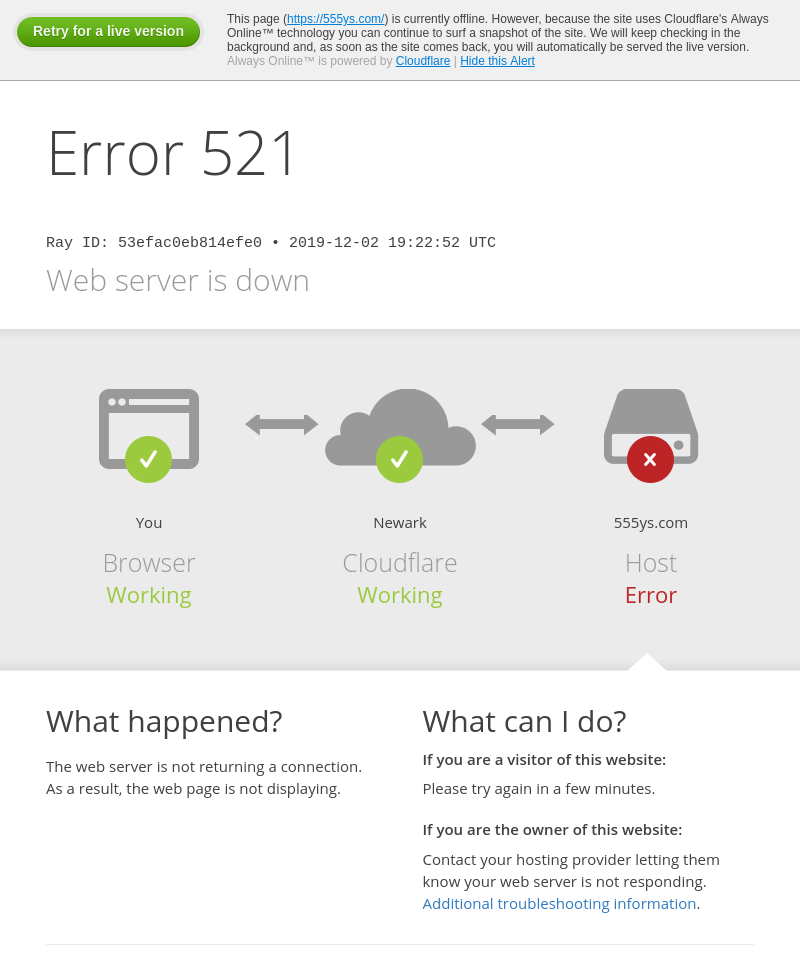 Retry for a live version
This page (https://555ys.com/) is currently offline. However, because the site uses Cloudflare's Always
Online™ technology you can continue to surf a snapshot of the site. We will keep checking in the
background and, as soon as the site comes back, you will automatically be served the live version.
Always Online™ is powered by Cloudflare | Hide this Alert
Error 521
Ray ID: 53efac0eb814efe0 • 2019-12-02 19:22:52 UTC
Web server is down
You
Browser
Working
Newark
Cloudflare
Working
555ys.com
Host
Error
What happened?
The web server is not returning a connection.
As a result, the web page is not displaying.
What can I do?
If you are a visitor of this website:
Please try again in a few minutes.
If you are the owner of this website:
Contact your hosting provider letting them
know your web server is not responding.
Additional troubleshooting information.